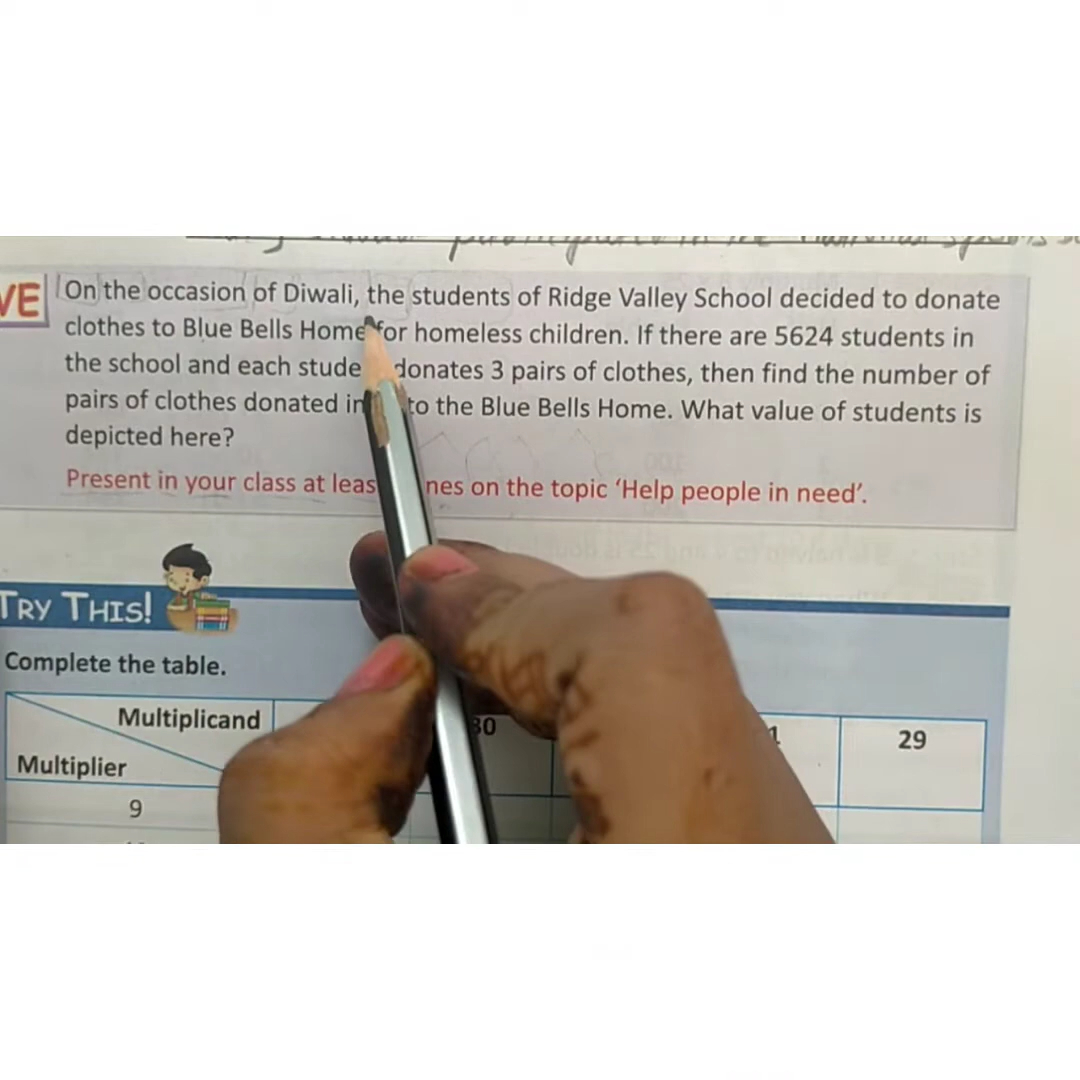 VE
On the occasion of Diwali, the students of Ridge Valley School decided to donate
clothes to Blue Bells Home for homeless children. If there are 5624 students in
the school and each stude donates 3 pairs of clothes, then find the number of
pairs of clothes donated in to the Blue Bells Home. What value of students is
depicted here?
Present in your class at leas nes on the topic ‘Help people in need’.
TRY THIS!
Complete the table.
Multiplicand 29
Multiplier
9